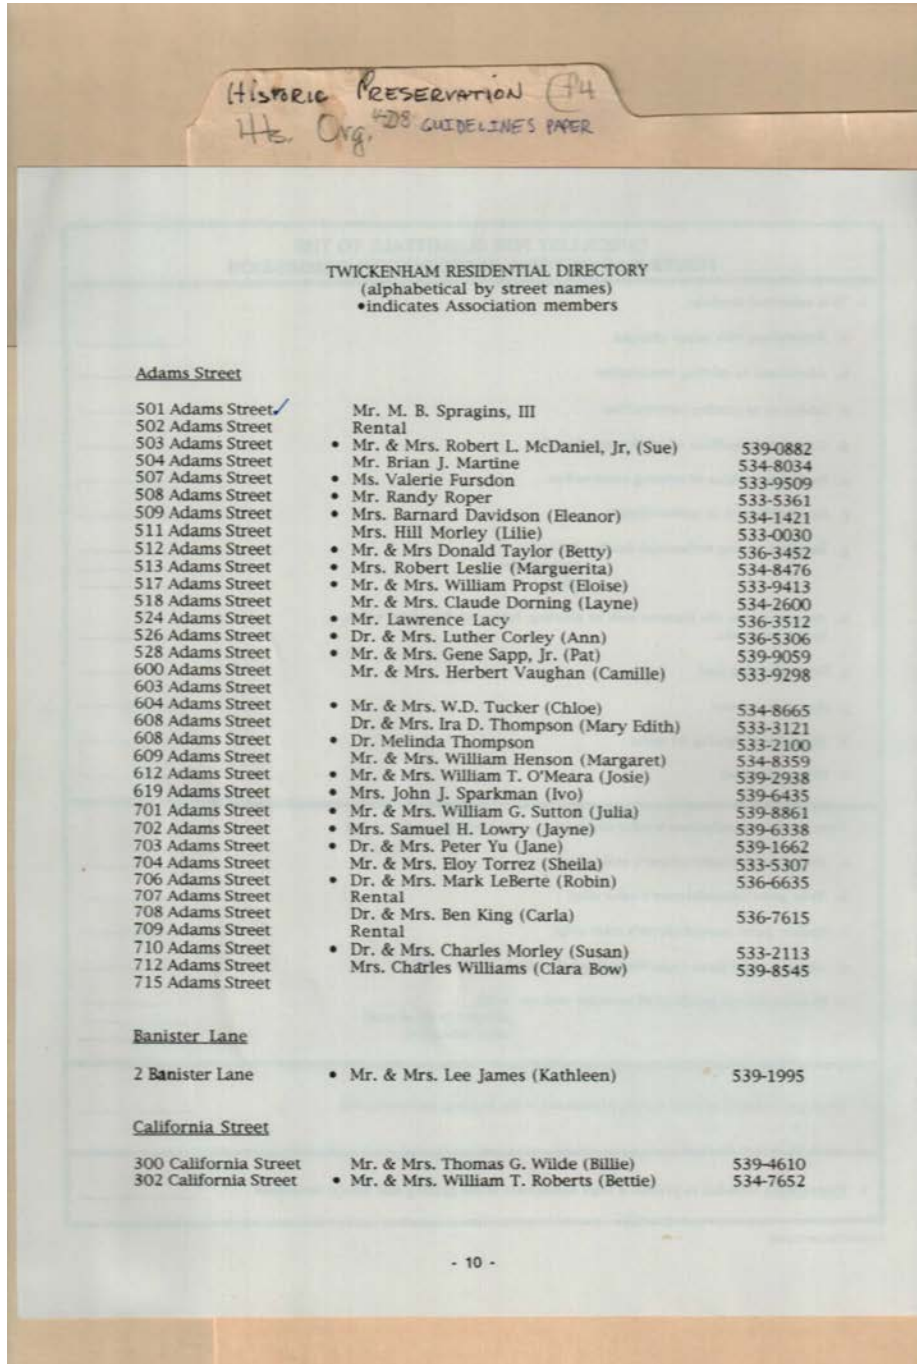 HISTORIC PRESERVATION
Hs. Org. GUIDELINES PAPER
TWICKENHAM RESIDENTIAL DIRECTORY
(alphabetical by street names)
•indicates Association members
Adams Street
501 Adams Street✓ Mr. M. B. Spragins, III
502 Adams Street Rental
503 Adams Street • Mr. & Mrs. Robert L. McDaniel, Jr, (Sue) 539-0882
504 Adams Street Mr. Brian J. Martine 534-8034
507 Adams Street • Ms. Valerie Fursdon 533-9509
508 Adams Street • Mr. Randy Roper 533-5361
509 Adams Street • Mrs. Barnard Davidson (Eleanor) 534-1421
511 Adams Street Mrs. Hill Morley (Lilie) 533-0030
512 Adams Street • Mr. & Mrs Donald Taylor (Betty) 536-3452
513 Adams Street • Mrs. Robert Leslie (Marguerita) 534-8476
517 Adams Street • Mr. & Mrs. William Propst (Eloise) 533-9413
518 Adams Street Mr. & Mrs. Claude Dorning (Layne) 534-2600
524 Adams Street • Mr. Lawrence Lacy 536-3512
526 Adams Street • Dr. & Mrs. Luther Corley (Ann) 536-5306
528 Adams Street • Mr. & Mrs. Gene Sapp, Jr. (Pat) 539-9059
600 Adams Street Mr. & Mrs. Herbert Vaughan (Camille) 533-9298
603 Adams Street
604 Adams Street • Mr. & Mrs. W.D. Tucker (Chloe) 534-8665
608 Adams Street Dr. & Mrs. Ira D. Thompson (Mary Edith) 533-3121
608 Adams Street • Dr. Melinda Thompson 533-2100
609 Adams Street Mr. & Mrs. William Henson (Margaret) 534-8359
612 Adams Street • Mr. & Mrs. William T. O'Meara (Josie) 539-2938
619 Adams Street • Mrs. John J. Sparkman (Ivo) 539-6435
701 Adams Street • Mr. & Mrs. William G. Sutton (Julia) 539-8861
702 Adams Street • Mrs. Samuel H. Lowry (Jayne) 539-6338
703 Adams Street • Dr. & Mrs. Peter Yu (Jane) 539-1662
704 Adams Street Mr. & Mrs. Eloy Torrez (Sheila) 533-5307
706 Adams Street • Dr. & Mrs. Mark LeBerte (Robin) 536-6635
707 Adams Street Rental
708 Adams Street Dr. & Mrs. Ben King (Carla) 536-7615
709 Adams Street Rental
710 Adams Street • Dr. & Mrs. Charles Morley (Susan) 533-2113
712 Adams Street Mrs. Charles Williams (Clara Bow) 539-8545
715 Adams Street
Banister Lane
2 Banister Lane • Mr. & Mrs. Lee James (Kathleen) 539-1995
California Street
300 California Street Mr. & Mrs. Thomas G. Wilde (Billie) 539-4610
302 California Street • Mr. & Mrs. William T. Roberts (Bettie) 534-7652
- 10 -